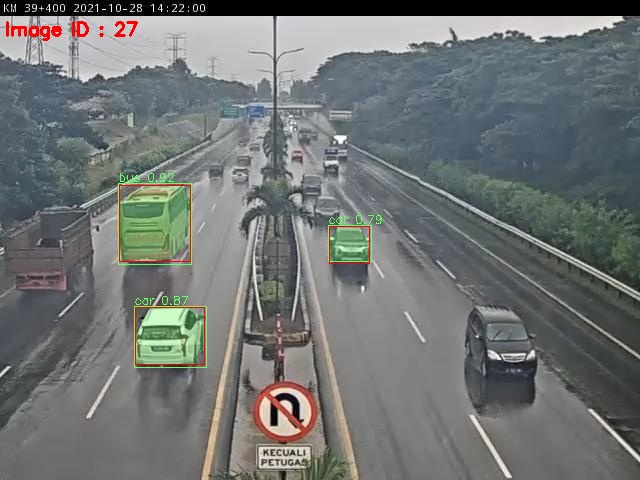 KM 39+400 2021-10-28 14:22:00
Image ID : 27
bus 0.92
car 0.79
car 0.87
KECUALI
PETUGAS